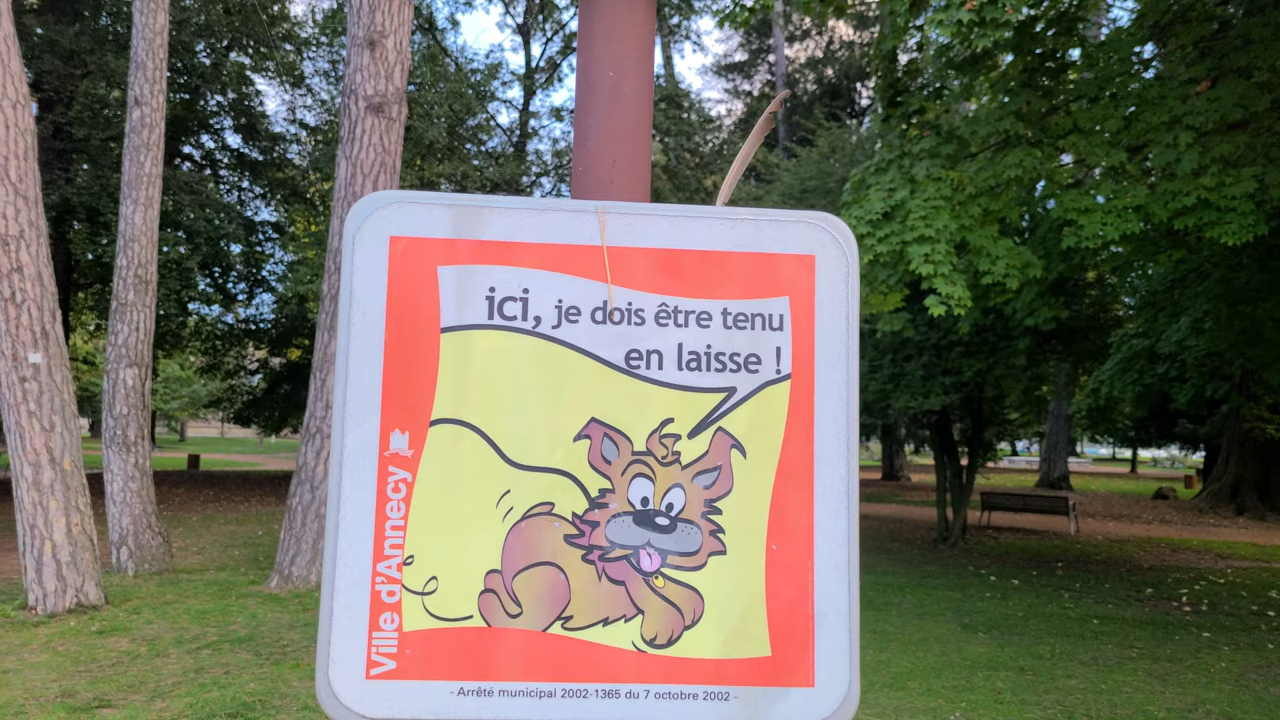 ici, je dois être tenu
en laisse !
Ville d'Annecy
- Arrêté municipal 2002-1365 du 7 octobre 2002 -